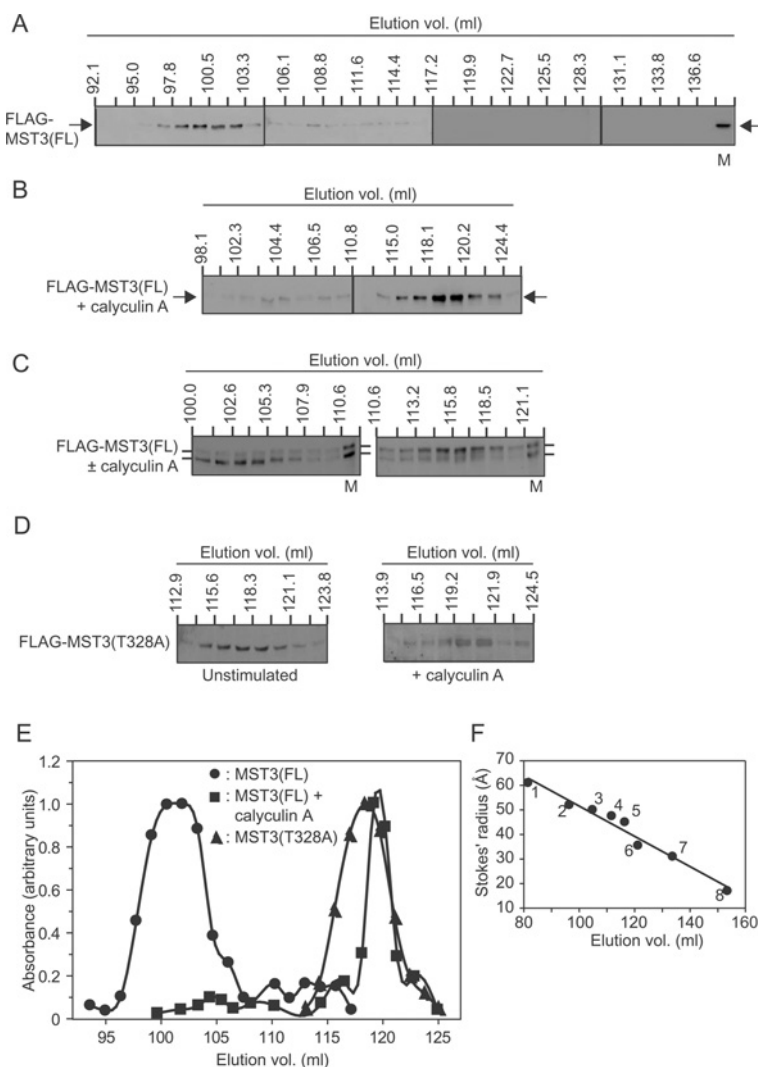 A
Elution vol. (ml)
92.1 95.0 97.8 100.5 103.3 106.1 108.8 111.6 114.4 117.2 119.9 122.7 125.5 128.3 131.1 133.8 136.6
FLAG-
MST3(FL)
M
B
Elution vol. (ml)
98.1 102.3 104.4 106.5 110.8 115.0 118.1 120.2 124.4
FLAG-MST3(FL)
+ calyculin A
C
Elution vol. (ml)
100.0 102.6 105.3 107.9 110.6 110.6 113.2 115.8 118.5 121.1
FLAG-MST3(FL)
± calyculin A
M M
D
Elution vol. (ml) Elution vol. (ml)
112.9 115.6 118.3 121.1 123.8 113.9 116.5 119.2 121.9 124.5
FLAG-MST3(T328A)
Unstimulated + calyculin A
E
Absorbance (arbitrary units)
1.2
1.0
0.8
0.6
0.4
0.2
0
: MST3(FL)
: MST3(FL) +
calyculin A
: MST3(T328A)
95 100 105 110 115 120 125
Elution vol. (ml)
F
Stokes' radius (Å)
70
60
50
40
30
20
10
1 2 3 4 5 6 7 8
80 100 120 140 160
Elution vol. (ml)